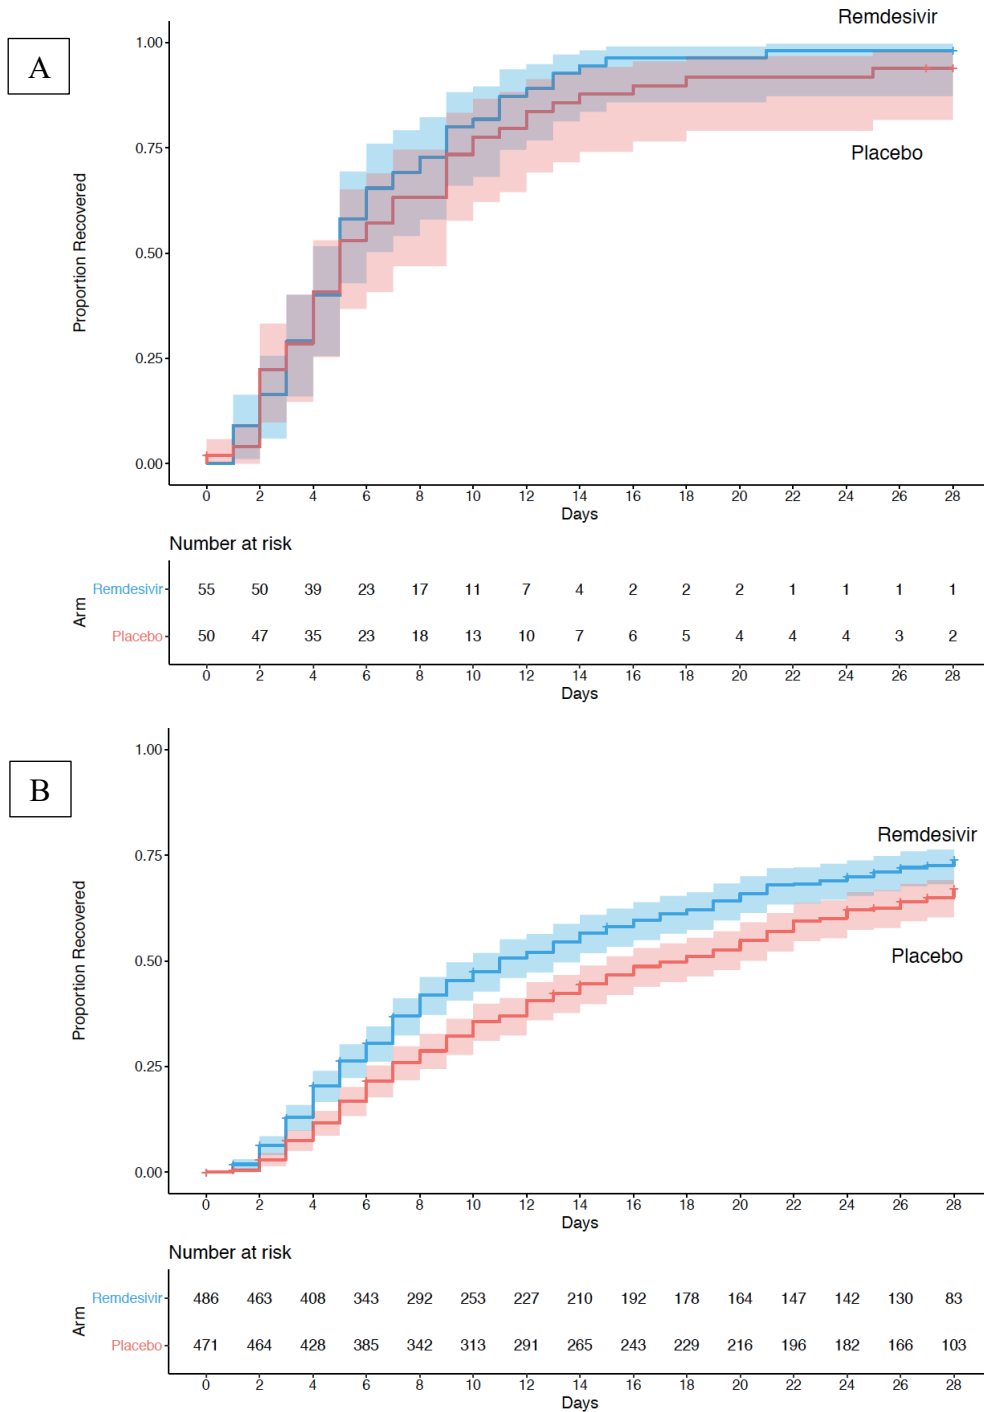 Remdesivir
A
1.00
0.75
Placebo
Proportion Recovered
0.50
0.25
0.00
0 2 4 6 8 10 12 14 16 18 20 22 24 26 28
Days
Number at risk
Arm
Remdesivir 55 50 39 23 17 11 7 4 2 2 2 1 1 1 1
Placebo 50 47 35 23 18 13 10 7 6 5 4 4 4 3 2
0 2 4 6 8 10 12 14 16 18 20 22 24 26 28
Days
B
1.00
Remdesivir
0.75
Proportion Recovered
0.50
Placebo
0.25
0.00
0 2 4 6 8 10 12 14 16 18 20 22 24 26 28
Days
Number at risk
Arm
Remdesivir 486 463 408 343 292 253 227 210 192 178 164 147 142 130 83
Placebo 471 464 428 385 342 313 291 265 243 229 216 196 182 166 103
0 2 4 6 8 10 12 14 16 18 20 22 24 26 28
Days